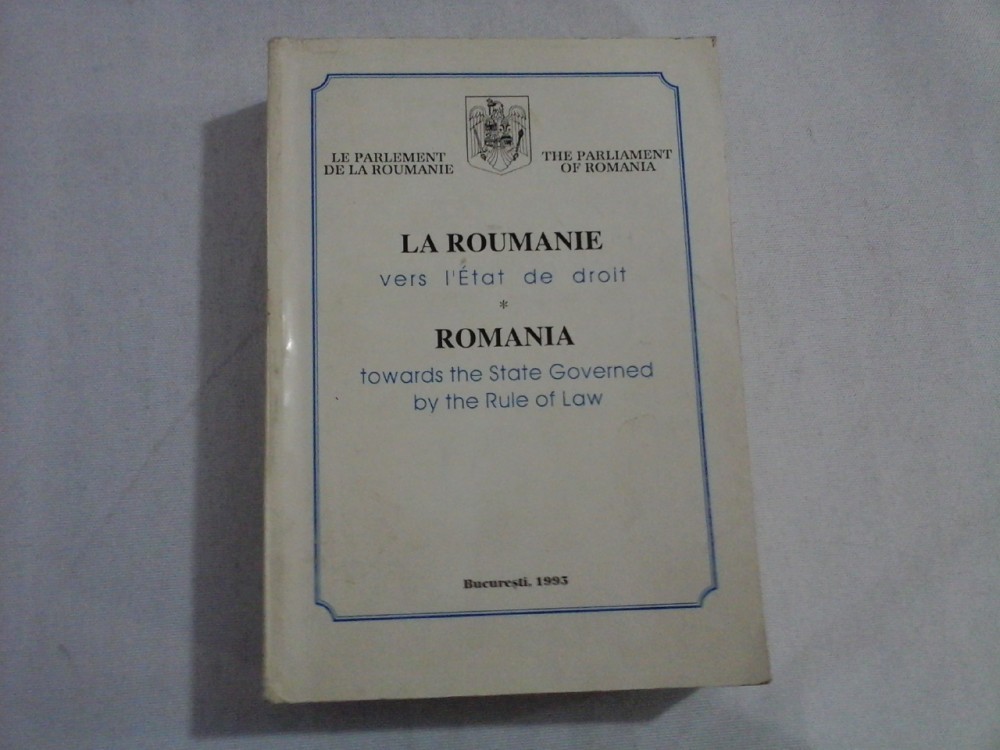 LE PARLEMENT
DE LA ROUMANIE
THE PARLIAMENT
OF ROMANIA
LA ROUMANIE
vers l'État de droit
*
ROMANIA
towards the State Governed
by the Rule of Law
București, 1993